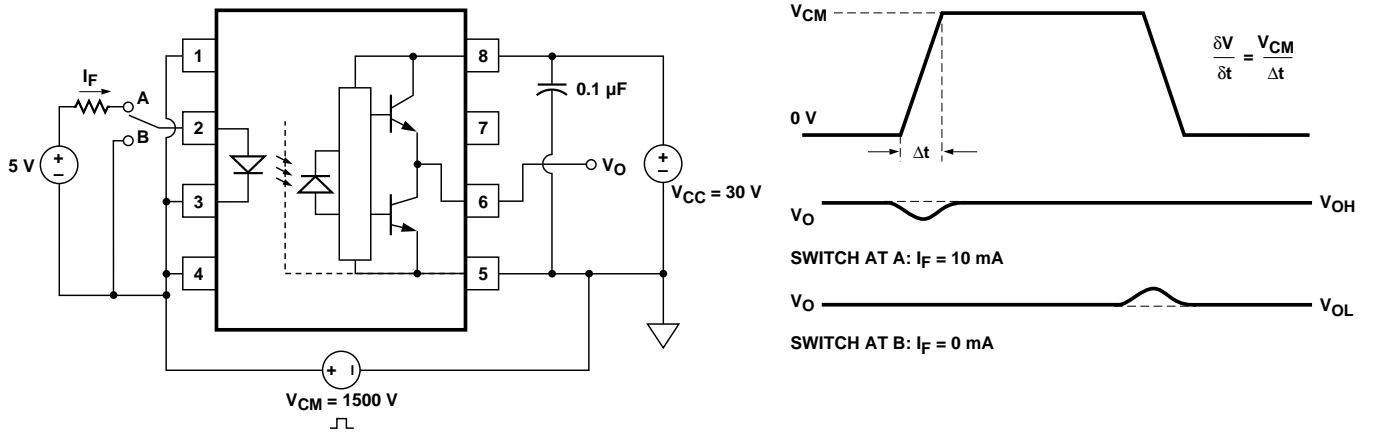 I_F
A
B
5 V
+
–
1
2
3
4
8
7
6
5
0.1 µF
V_O
+
–
V_CC = 30 V
+ –
V_CM = 1500 V
V_CM
0 V
Δt
δV/δt = V_CM/Δt
V_O V_OH
SWITCH AT A: I_F = 10 mA
V_O V_OL
SWITCH AT B: I_F = 0 mA